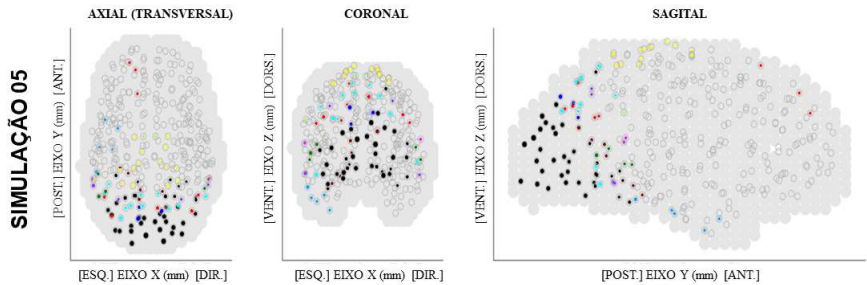 AXIAL (TRANSVERSAL)
CORONAL
SAGITAL
SIMULAÇÃO 05
[POST.] EIXO Y (mm) [ANT.]
[VENT.] EIXO Z (mm) [DORS.]
[VENT.] EIXO Z (mm) [DORS.]
[ESQ.] EIXO X (mm) [DIR.]
[ESQ.] EIXO X (mm) [DIR.]
[POST.] EIXO Y (mm) [ANT.]